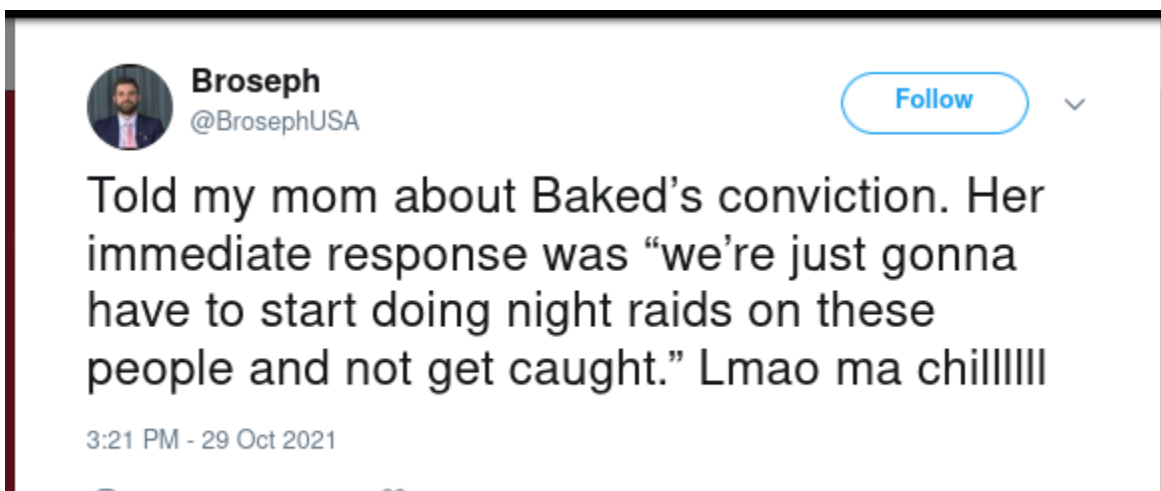 Broseph
@BrosephUSA
Follow
Told my mom about Baked’s conviction. Her
immediate response was “we’re just gonna
have to start doing night raids on these
people and not get caught.” Lmao ma chilllllll
3:21 PM - 29 Oct 2021